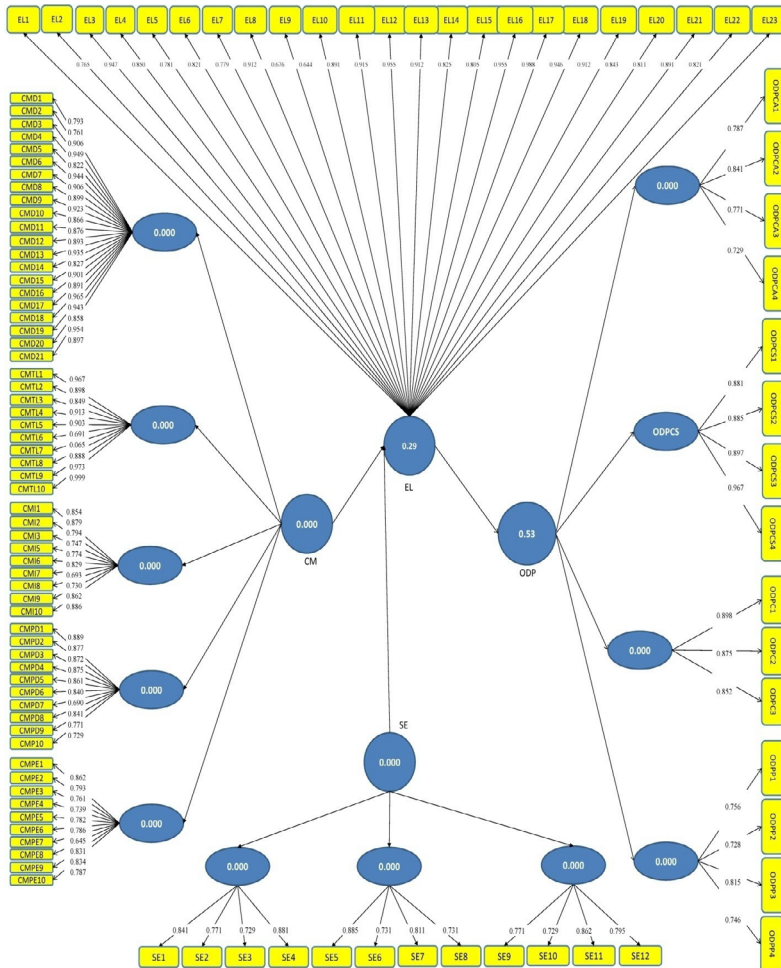 EL1 EL2 EL3 EL4 EL5 EL6 EL7 EL8 EL9 EL10 EL11 EL12 EL13 EL14 EL15 EL16 EL17 EL18 EL19 EL20 EL21 EL22 EL23
0.765 0.947 0.850 0.781 0.821 0.779 0.912 0.676 0.644 0.891 0.915 0.955 0.912 0.825 0.805 0.955 0.988 0.946 0.843 0.811 0.891 0.821
CMD1
CMD2
CMD3
CMD4
CMD5
CMD6
CMD7
CMD8
CMD9
CMD10
CMD11
CMD12
CMD13
CMD14
CMD15
CMD16
CMD17
CMD18
CMD19
CMD20
CMD21
0.793
0.761
0.906
0.949
0.822
0.944
0.906
0.899
0.923
0.866
0.876
0.893
0.935
0.827
0.901
0.891
0.965
0.943
0.858
0.954
0.897
0.000
CMTL1
CMTL2
CMTL3
CMTL4
CMTL5
CMTL6
CMTL7
CMTL8
CMTL9
CMTL10
0.967
0.898
0.849
0.913
0.903
0.691
0.065
0.888
0.973
0.999
0.000
CMI1
CMI2
CMI3
CMI5
CMI6
CMI7
CMI8
CMI9
CMI10
0.854
0.879
0.794
0.747
0.774
0.829
0.693
0.730
0.862
0.886
0.000
CMPD1
CMPD2
CMPD3
CMPD4
CMPD5
CMPD6
CMPD7
CMPD8
CMPD9
CMP10
0.889
0.877
0.872
0.875
0.861
0.840
0.690
0.841
0.771
0.729
0.000
CMPE1
CMPE2
CMPE3
CMPE4
CMPE5
CMPE6
CMPE7
CMPE8
CMPE9
CMPE10
0.862
0.793
0.761
0.739
0.782
0.786
0.645
0.831
0.834
0.787
0.000
0.000
CM
0.29
EL
0.53
ODP
SE
0.000
0.000 0.000 0.000
0.841 0.771 0.729 0.881 0.885 0.731 0.811 0.731 0.771 0.729 0.862 0.795
SE1 SE2 SE3 SE4 SE5 SE6 SE7 SE8 SE9 SE10 SE11 SE12
0.000
0.787
0.841
0.771
0.729
ODPCA1
ODPCA2
ODPCA3
ODPCA4
ODPCS
0.881
0.885
0.897
0.967
ODPCS1
ODPCS2
ODPCS3
ODPCS4
0.000
0.898
0.875
0.852
ODPC1
ODPC2
ODPC3
0.000
0.756
0.728
0.815
0.746
ODPP1
ODPP2
ODPP3
ODPP4